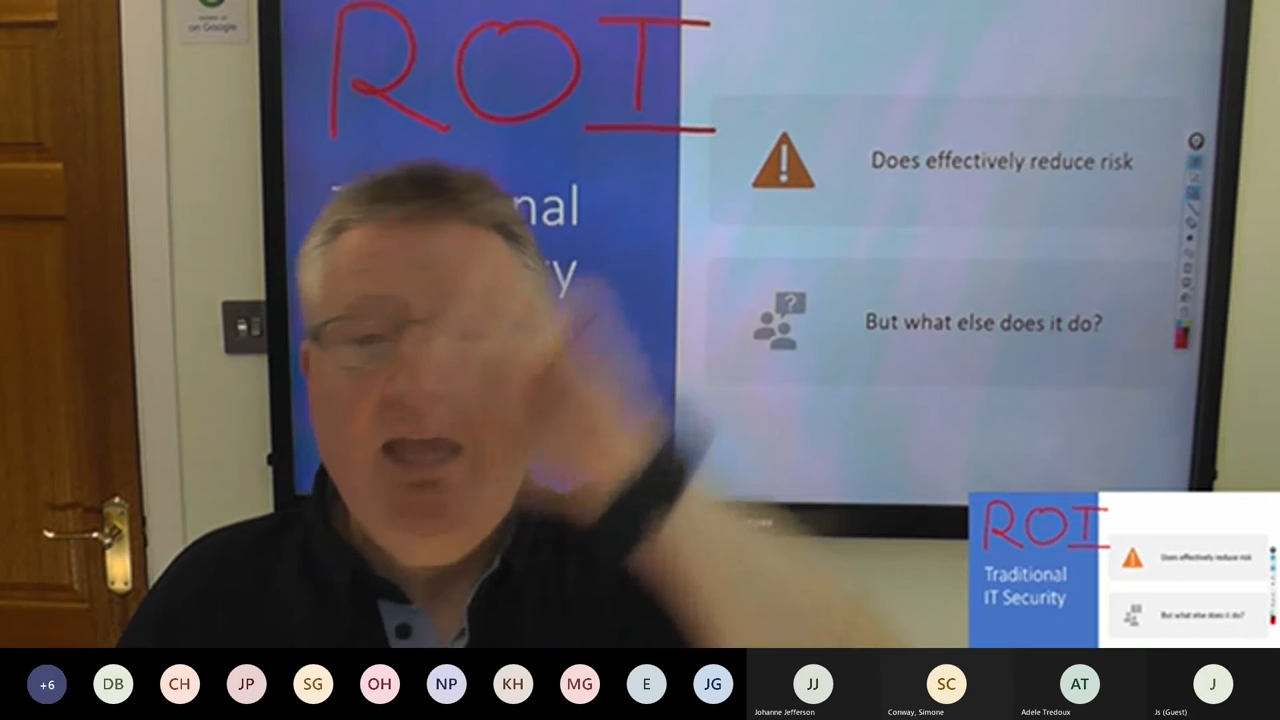 on Google
ROI
nal
y
Does effectively reduce risk
But what else does it do?
ROI
Traditional
IT Security
Does effectively reduce risk
But what else does it do?
+6
DB
CH
JP
SG
OH
NP
KH
MG
E
JG
JJ
SC
AT
J
Johanne Jefferson
Conway, Simone
Adele Tredoux
Js (Guest)